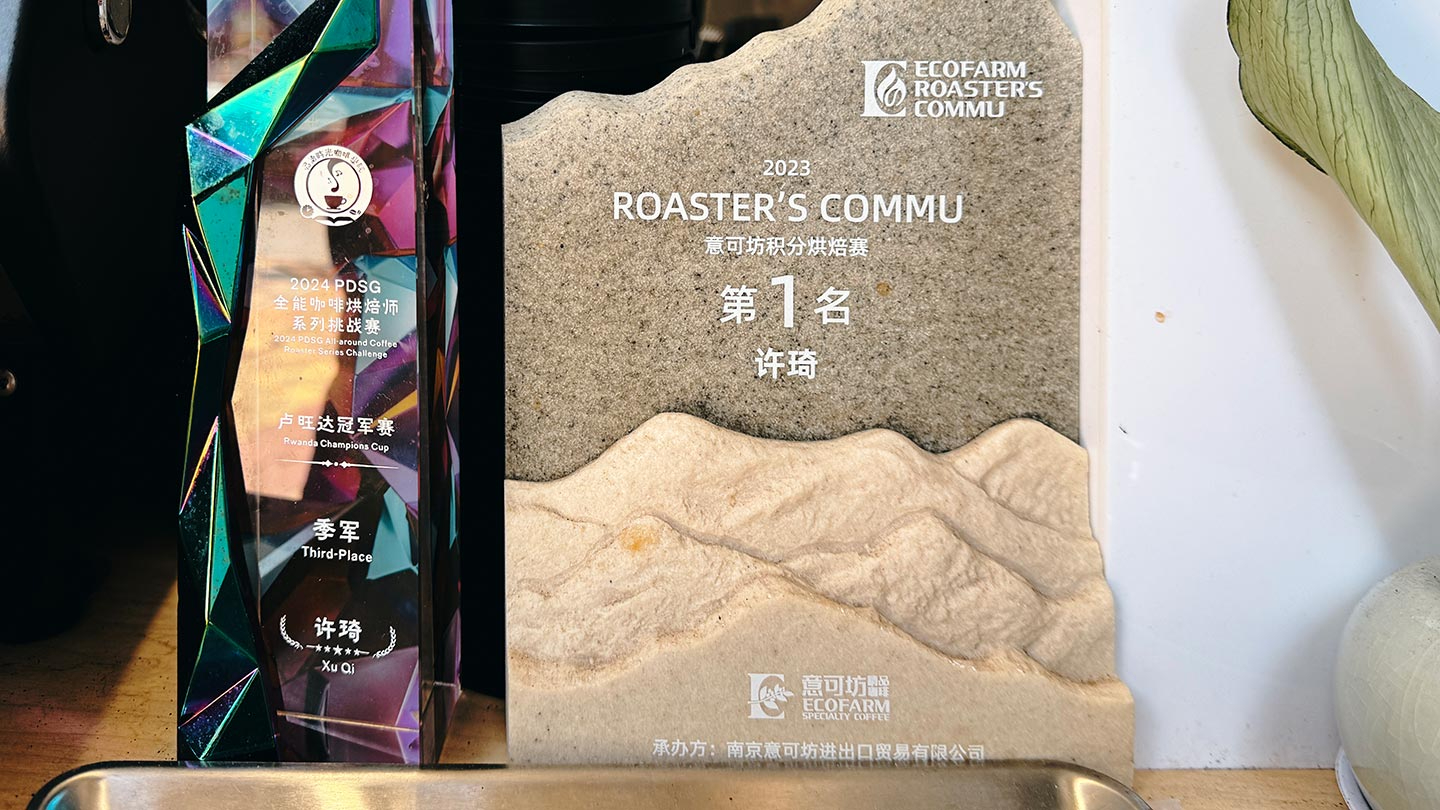 2024 PDSG
全能咖啡烘焙师
系列挑战赛
2024 PDSG All-around Coffee
Roaster Series Challenge
卢旺达冠军赛
Rwanda Champions Cup
季军
Third-Place
许琦
Xu Qi
ECOFARM
ROASTER'S
COMMU
2023
ROASTER'S COMMU
意可坊积分烘焙赛
第1名
许琦
意可坊精品咖啡
ECOFARM
SPECIALTY COFFEE
承办方：南京意可坊进出口贸易有限公司